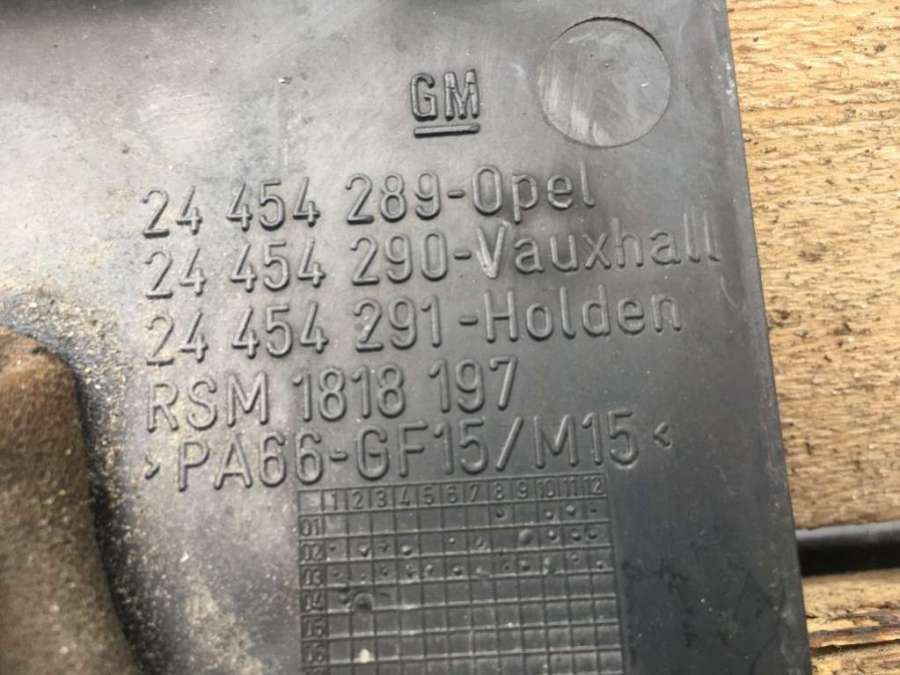 GM
24 454 289-Opel
24 454 290-Vauxhall
24 454 291-Holden
RSM 1818 197
>PA66-GF15/M15<
1 2 3 4 5 6 7 8 9 10 11 12
01
02
03
04
05
06